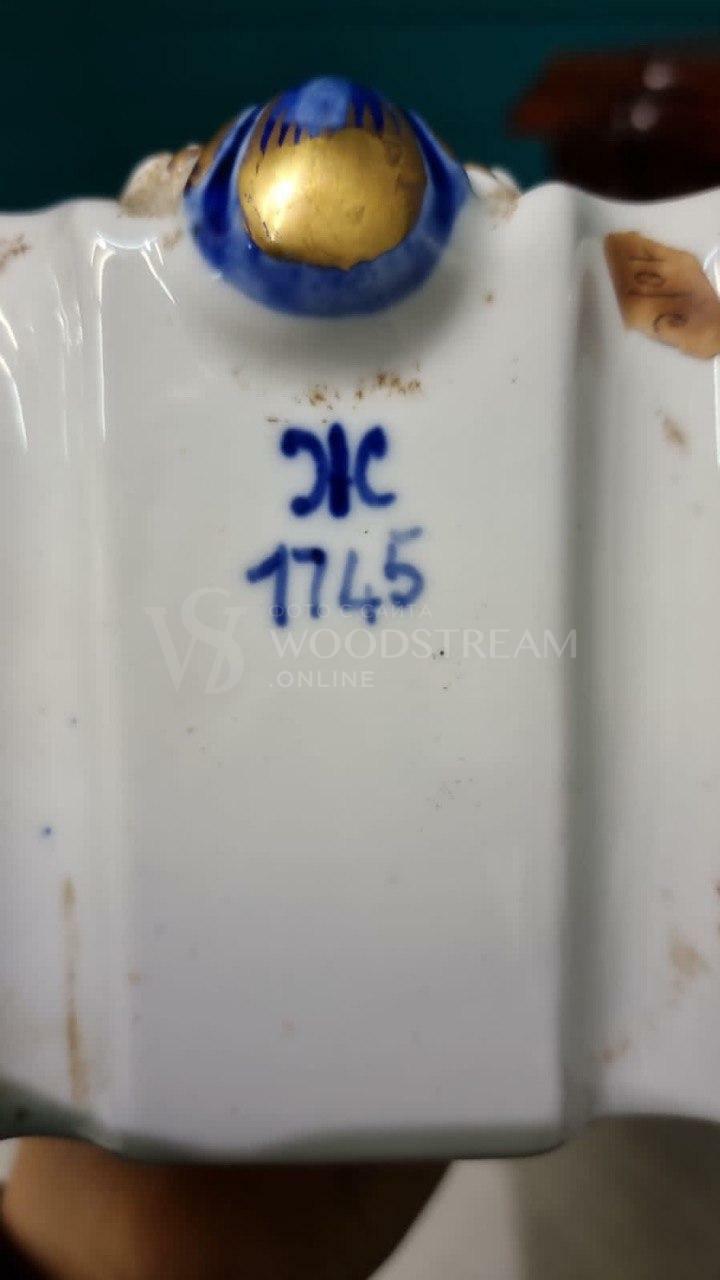 Ж
1745
ФОТО С САЙТА
WOODSTREAM
.ONLINE